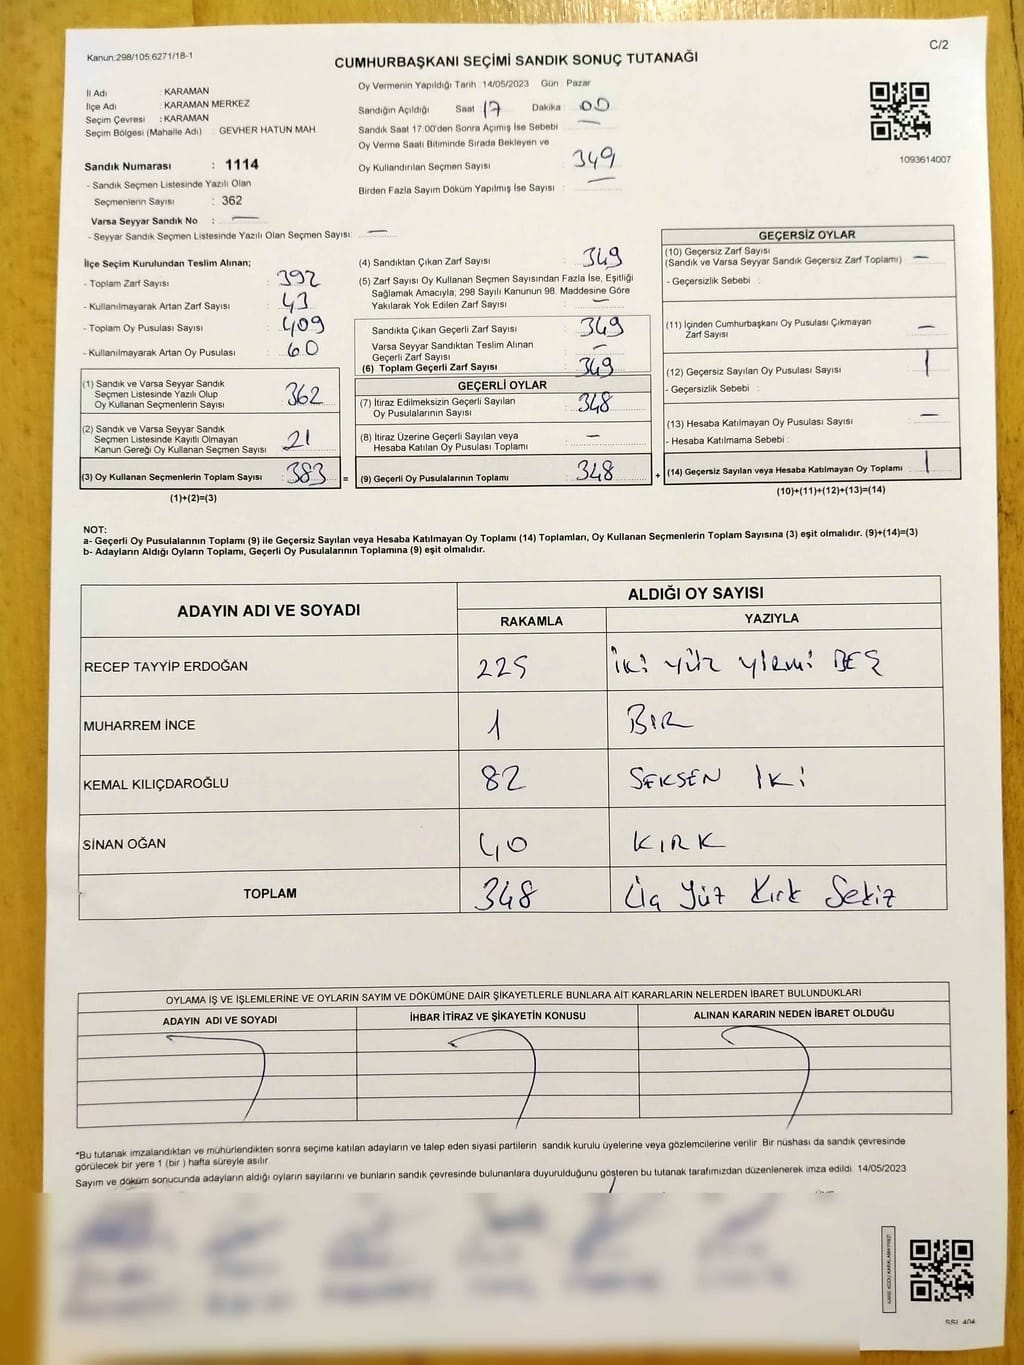 Kanun:298/105;6271/18-1
C/2
CUMHURBAŞKANI SEÇİMİ SANDIK SONUÇ TUTANAĞI
İl Adı : KARAMAN
İlçe Adı : KARAMAN MERKEZ
Seçim Çevresi : KARAMAN
Seçim Bölgesi (Mahalle Adı) : GEVHER HATUN MAH.
Sandık Numarası : 1114
- Sandık Seçmen Listesinde Yazılı Olan
Seçmenlerin Sayısı : 362
Varsa Seyyar Sandık No : —
- Seyyar Sandık Seçmen Listesinde Yazılı Olan Seçmen Sayısı: —
Oy Vermenin Yapıldığı Tarih :14/05/2023 Gün : Pazar
Sandığın Açıldığı Saat 17 Dakika : 00
Sandık Saat 17:00'den Sonra Açılmış İse Sebebi : —
Oy Verme Saati Bitiminde Sırada Bekleyen ve
Oy Kullandırılan Seçmen Sayısı : 349
Birden Fazla Sayım Döküm Yapılmış İse Sayısı : —
1093614007
İlçe Seçim Kurulundan Teslim Alınan;
- Toplam Zarf Sayısı : 392
- Kullanılmayarak Artan Zarf Sayısı : 43
- Toplam Oy Pusulası Sayısı : 409
- Kullanılmayarak Artan Oy Pusulası : 60
(1) Sandık ve Varsa Seyyar Sandık
Seçmen Listesinde Yazılı Olup
Oy Kullanan Seçmenlerin Sayısı : 362
(2) Sandık ve Varsa Seyyar Sandık
Seçmen Listesinde Kayıtlı Olmayan
Kanun Gereği Oy Kullanan Seçmen Sayısı : 21
(3) Oy Kullanan Seçmenlerin Toplam Sayısı : 383 =
(1)+(2)=(3)
(4) Sandıktan Çıkan Zarf Sayısı : 349
(5) Zarf Sayısı Oy Kullanan Seçmen Sayısından Fazla İse, Eşitliği
Sağlamak Amacıyla; 298 Sayılı Kanunun 98. Maddesine Göre
Yakılarak Yok Edilen Zarf Sayısı : —
Sandıkta Çıkan Geçerli Zarf Sayısı : 349
Varsa Seyyar Sandıktan Teslim Alınan
Geçerli Zarf Sayısı : —
(6) Toplam Geçerli Zarf Sayısı : 349
GEÇERLİ OYLAR
(7) İtiraz Edilmeksizin Geçerli Sayılan
Oy Pusulalarının Sayısı : 348
(8) İtiraz Üzerine Geçerli Sayılan veya
Hesaba Katılan Oy Pusulası Toplamı : —
(9) Geçerli Oy Pusulalarının Toplamı : 348 +
GEÇERSİZ OYLAR
(10) Geçersiz Zarf Sayısı
(Sandık ve Varsa Seyyar Sandık Geçersiz Zarf Toplamı) : —
- Geçersizlik Sebebi :
(11) İçinden Cumhurbaşkanı Oy Pusulası Çıkmayan
Zarf Sayısı : —
(12) Geçersiz Sayılan Oy Pusulası Sayısı : 1
- Geçersizlik Sebebi :
(13) Hesaba Katılmayan Oy Pusulası Sayısı : —
- Hesaba Katılmama Sebebi :
(14) Geçersiz Sayılan veya Hesaba Katılmayan Oy Toplamı : 1
(10)+(11)+(12)+(13)=(14)
NOT:
a- Geçerli Oy Pusulalarının Toplamı (9) ile Geçersiz Sayılan veya Hesaba Katılmayan Oy Toplamı (14) Toplamları, Oy Kullanan Seçmenlerin Toplam Sayısına (3) eşit olmalıdır. (9)+(14)=(3)
b- Adayların Aldığı Oyların Toplamı, Geçerli Oy Pusulalarının Toplamına (9) eşit olmalıdır.
ADAYIN ADI VE SOYADI
ALDIĞI OY SAYISI
RAKAMLA YAZIYLA
RECEP TAYYİP ERDOĞAN 225 İki yüz yirmi BEŞ
MUHARREM İNCE 1 BİR
KEMAL KILIÇDAROĞLU 82 SEKSEN İKİ
SİNAN OĞAN 40 KIRK
TOPLAM 348 Üç Yüz Kırk Sekiz
OYLAMA İŞ VE İŞLEMLERİNE VE OYLARIN SAYIM VE DÖKÜMÜNE DAİR ŞİKAYETLERLE BUNLARA AİT KARARLARIN NELERDEN İBARET BULUNDUKLARI
ADAYIN ADI VE SOYADI İHBAR İTİRAZ VE ŞİKAYETİN KONUSU ALINAN KARARIN NEDEN İBARET OLDUĞU
*Bu tutanak imzalandıktan ve mühürlendikten sonra seçime katılan adayların ve talep eden siyasi partilerin sandık kurulu üyelerine veya gözlemcilerine verilir. Bir nüshası da sandık çevresinde
görülecek bir yere 1 (bir ) hafta süreyle asılır.
Sayım ve döküm sonucunda adayların aldığı oyların sayılarını ve bunların sandık çevresinde bulunanlara duyurulduğunu gösteren bu tutanak tarafımızdan düzenlenerek imza edildi. 14/05/2023
KARE KODU KARALAMAYINIZ!